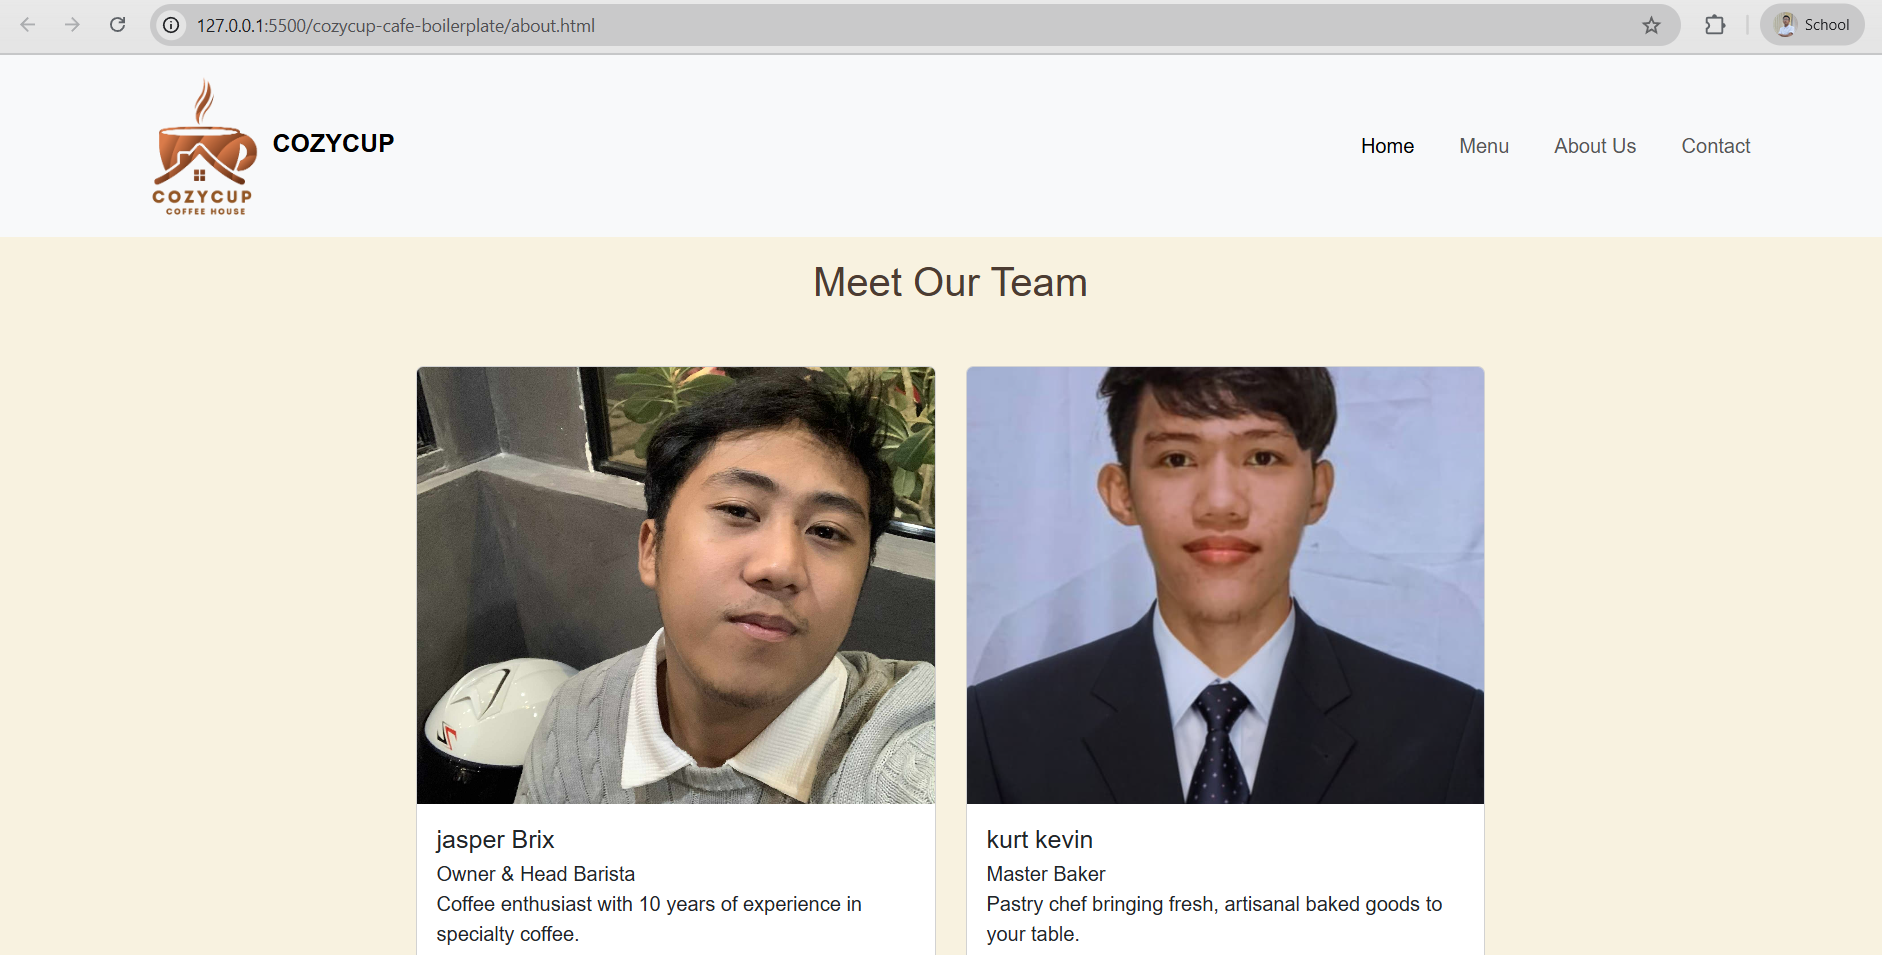 127.0.0.1:5500/cozycup-cafe-boilerplate/about.html
School
COZYCUP
COFFEE HOUSE
COZYCUP
Home
Menu
About Us
Contact
Meet Our Team
jasper Brix
Owner & Head Barista
Coffee enthusiast with 10 years of experience in
specialty coffee.
kurt kevin
Master Baker
Pastry chef bringing fresh, artisanal baked goods to
your table.